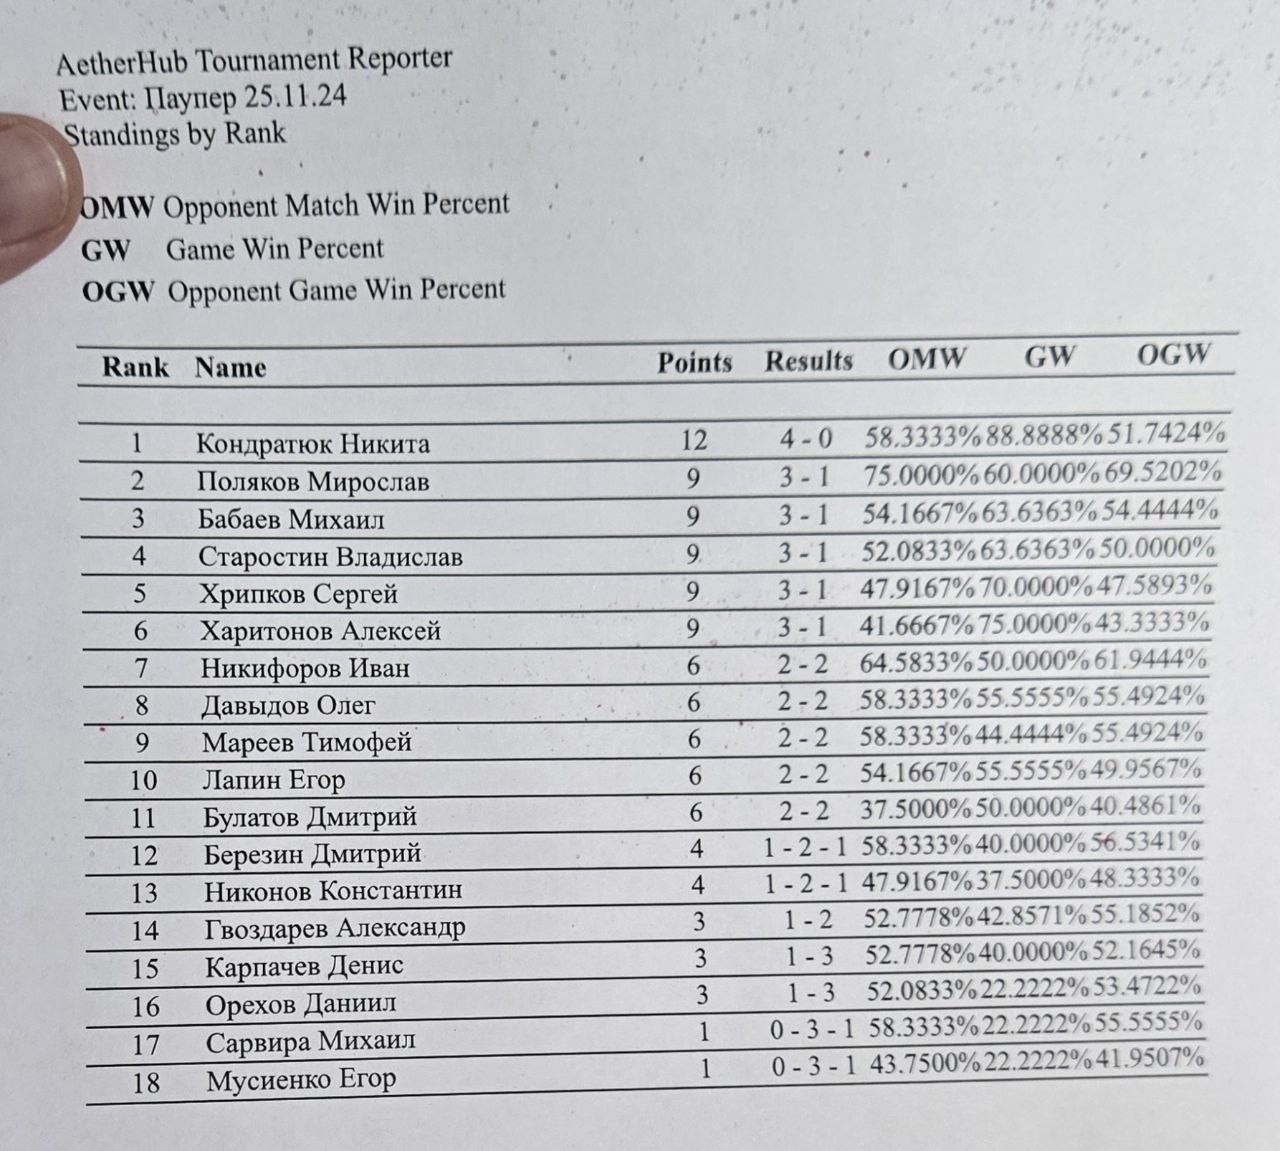 AetherHub Tournament Reporter
Event: Паупер 25.11.24
Standings by Rank
OMW Opponent Match Win Percent
GW Game Win Percent
OGW Opponent Game Win Percent
Rank Name Points Results OMW GW OGW
1 Кондратюк Никита 12 4 - 0 58.3333% 88.8888% 51.7424%
2 Поляков Мирослав 9 3 - 1 75.0000% 60.0000% 69.5202%
3 Бабаев Михаил 9 3 - 1 54.1667% 63.6363% 54.4444%
4 Старостин Владислав 9 3 - 1 52.0833% 63.6363% 50.0000%
5 Хрипков Сергей 9 3 - 1 47.9167% 70.0000% 47.5893%
6 Харитонов Алексей 9 3 - 1 41.6667% 75.0000% 43.3333%
7 Никифоров Иван 6 2 - 2 64.5833% 50.0000% 61.9444%
8 Давыдов Олег 6 2 - 2 58.3333% 55.5555% 55.4924%
9 Мареев Тимофей 6 2 - 2 58.3333% 44.4444% 55.4924%
10 Лапин Егор 6 2 - 2 54.1667% 55.5555% 49.9567%
11 Булатов Дмитрий 6 2 - 2 37.5000% 50.0000% 40.4861%
12 Березин Дмитрий 4 1 - 2 - 1 58.3333% 40.0000% 56.5341%
13 Никонов Константин 4 1 - 2 - 1 47.9167% 37.5000% 48.3333%
14 Гвоздарев Александр 3 1 - 2 52.7778% 42.8571% 55.1852%
15 Карпачев Денис 3 1 - 3 52.7778% 40.0000% 52.1645%
16 Орехов Даниил 3 1 - 3 52.0833% 22.2222% 53.4722%
17 Сарвира Михаил 1 0 - 3 - 1 58.3333% 22.2222% 55.5555%
18 Мусиенко Егор 1 0 - 3 - 1 43.7500% 22.2222% 41.9507%